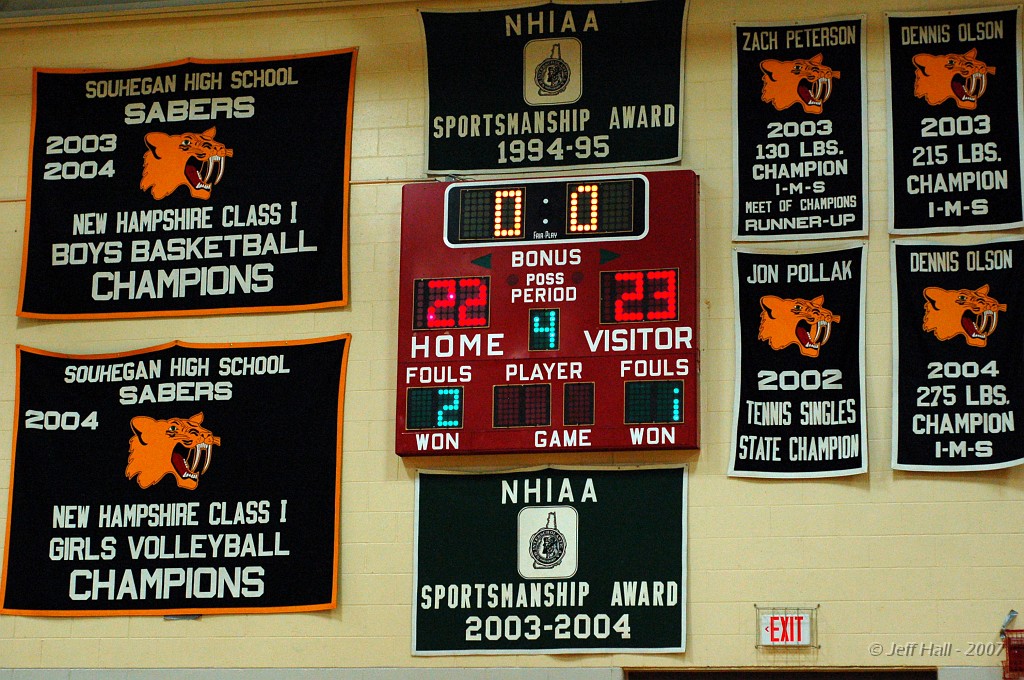 SOUHEGAN HIGH SCHOOL
SABERS
2003
2004
NEW HAMPSHIRE CLASS I
BOYS BASKETBALL
CHAMPIONS
SOUHEGAN HIGH SCHOOL
SABERS
2004
NEW HAMPSHIRE CLASS I
GIRLS VOLLEYBALL
CHAMPIONS
NHIAA
SPORTSMANSHIP AWARD
1994-95
0:0
FAIR PLAY
BONUS
POSS
PERIOD
22 4 23
HOME VISITOR
FOULS PLAYER FOULS
2 1
WON GAME WON
NHIAA
SPORTSMANSHIP AWARD
2003-2004
ZACH PETERSON
2003
130 LBS.
CHAMPION
I-M-S
MEET OF CHAMPIONS
RUNNER-UP
DENNIS OLSON
2003
215 LBS.
CHAMPION
I-M-S
JON POLLAK
2002
TENNIS SINGLES
STATE CHAMPION
DENNIS OLSON
2004
275 LBS.
CHAMPION
I-M-S
EXIT
© Jeff Hall - 2007